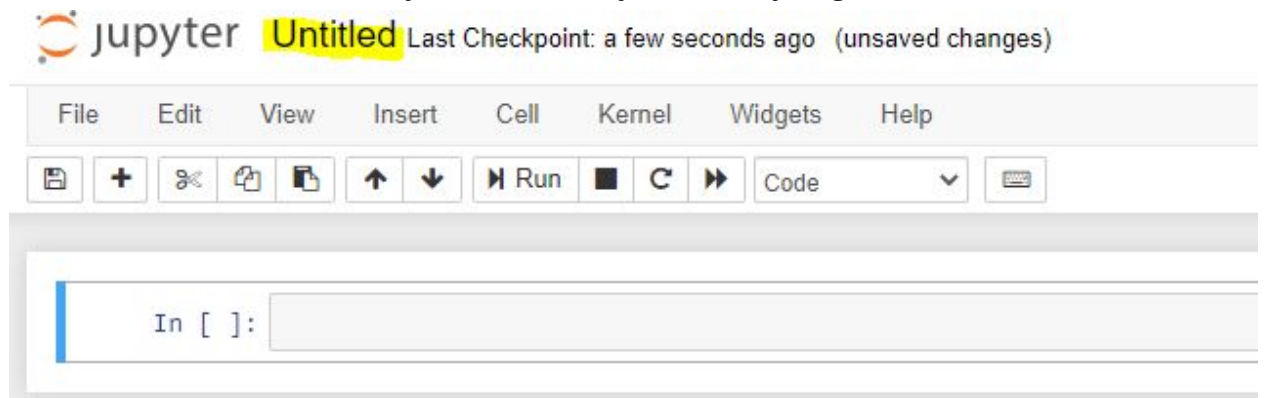 jupyter Untitled Last Checkpoint: a few seconds ago (unsaved changes)
File Edit View Insert Cell Kernel Widgets Help
Run Code
In [ ]: